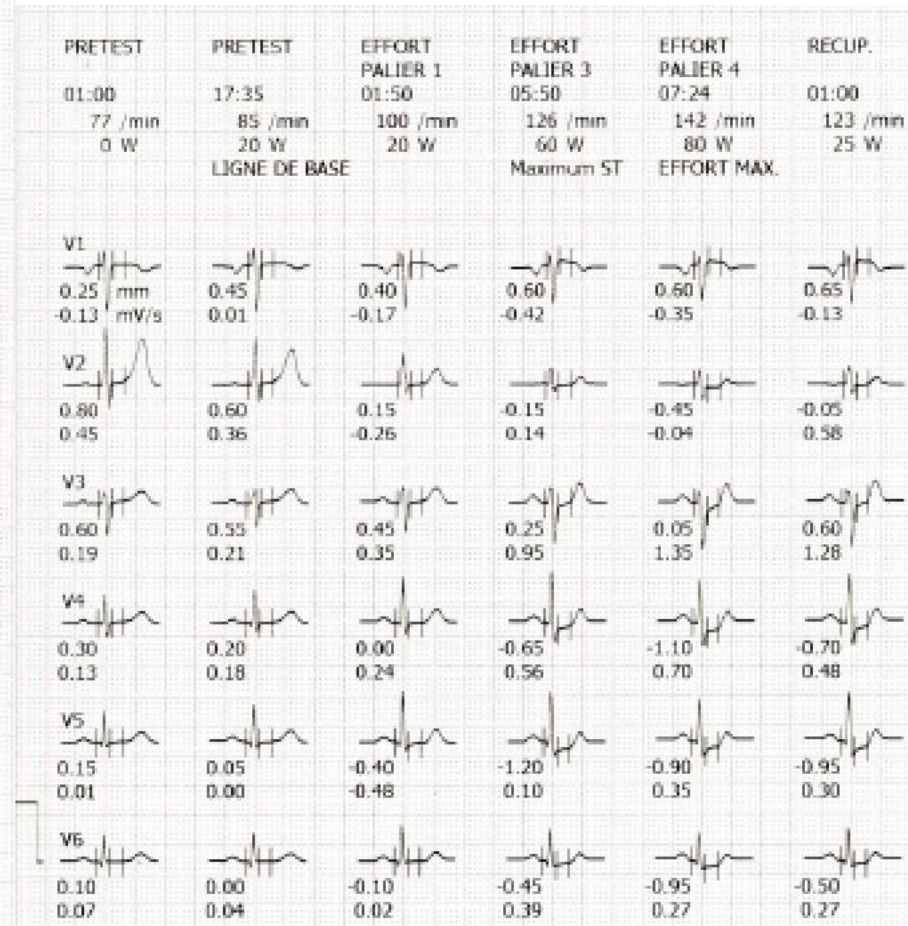 PRETEST PRETEST EFFORT EFFORT EFFORT RECUP.
PALIER 1 PALIER 3 PALIER 4
01:00 17:35 01:50 05:50 07:24 01:00
77 /min 85 /min 100 /min 126 /min 142 /min 123 /min
0 W 20 W 20 W 60 W 80 W 25 W
LIGNE DE BASE Maximum ST EFFORT MAX.
V1
0.25 mm 0.45 0.40 0.60 0.60 0.65
-0.13 mV/s 0.01 -0.17 -0.42 -0.35 -0.13
V2
0.80 0.60 0.15 -0.15 -0.45 -0.05
0.45 0.36 -0.26 0.14 -0.04 0.58
V3
0.60 0.55 0.45 0.25 0.05 0.60
0.19 0.21 0.35 0.95 1.35 1.28
V4
0.30 0.20 0.00 -0.65 -1.10 -0.70
0.13 0.18 0.24 0.56 0.70 0.48
V5
0.15 0.05 -0.40 -1.20 -0.90 -0.95
0.01 0.00 -0.48 0.10 0.35 0.30
V6
0.10 0.00 -0.10 -0.45 -0.95 -0.50
0.07 0.04 0.02 0.39 0.27 0.27